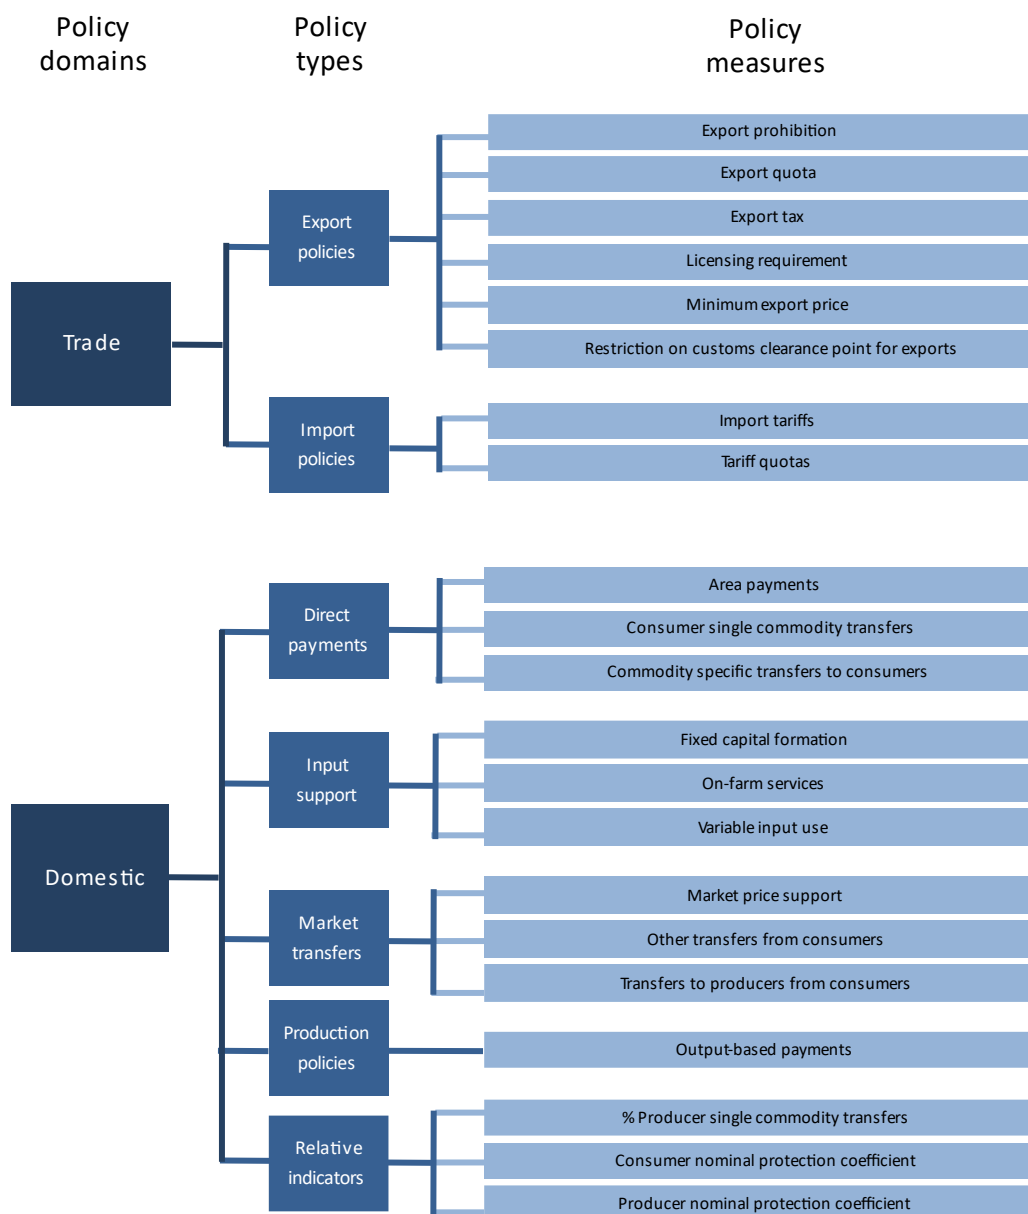 Policy
domains
Policy
types
Policy
measures
Trade
Export
policies
Export prohibition
Export quota
Export tax
Licensing requirement
Minimum export price
Restriction on customs clearance point for exports
Import
policies
Import tariffs
Tariff quotas
Domestic
Direct
payments
Area payments
Consumer single commodity transfers
Commodity specific transfers to consumers
Input
support
Fixed capital formation
On-farm services
Variable input use
Market
transfers
Market price support
Other transfers from consumers
Transfers to producers from consumers
Production
policies
Output-based payments
Relative
indicators
% Producer single commodity transfers
Consumer nominal protection coefficient
Producer nominal protection coefficient